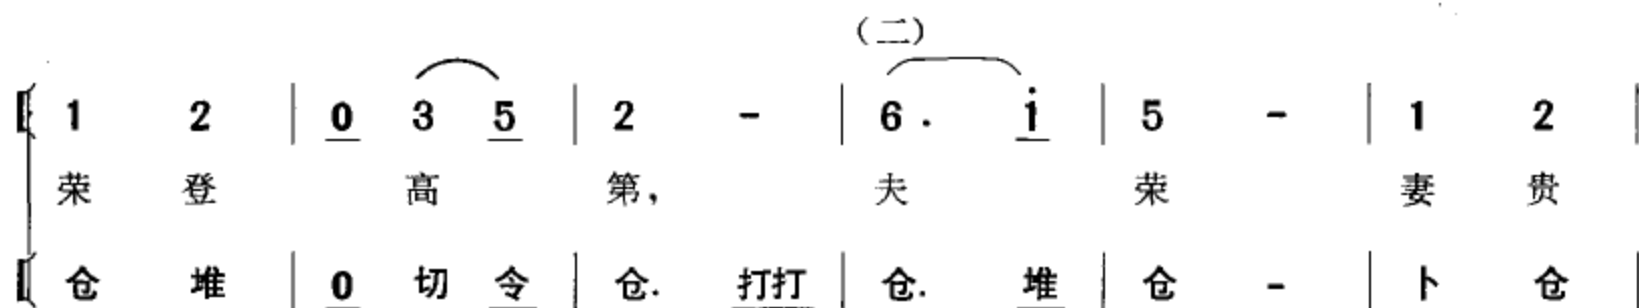 （二）
1 2 | 0 3 5 | 2 - | 6 . i̇ | 5 - | 1 2 |
荣 登 高 第， 夫 荣 妻 贵
仓 堆 | 0 切 令 | 仓. 打打 | 仓. 堆 | 仓 - | 卜 仓 |